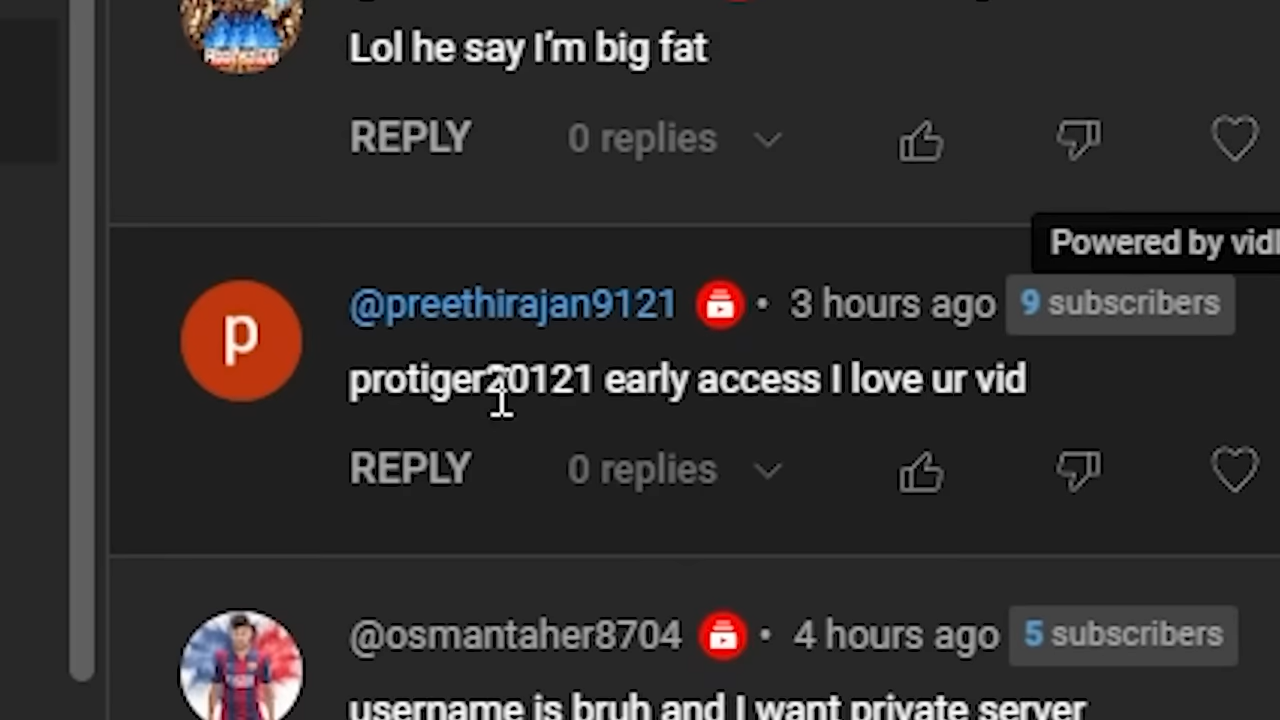 Lol he say I'm big fat
REPLY 0 replies
Powered by
@preethirajan9121 • 3 hours ago 9 subscribers
p
protiger20121 early access I love ur vid
REPLY 0 replies
@osmantaher8704 • 4 hours ago 5 subscribers
username is bruh and I want private server